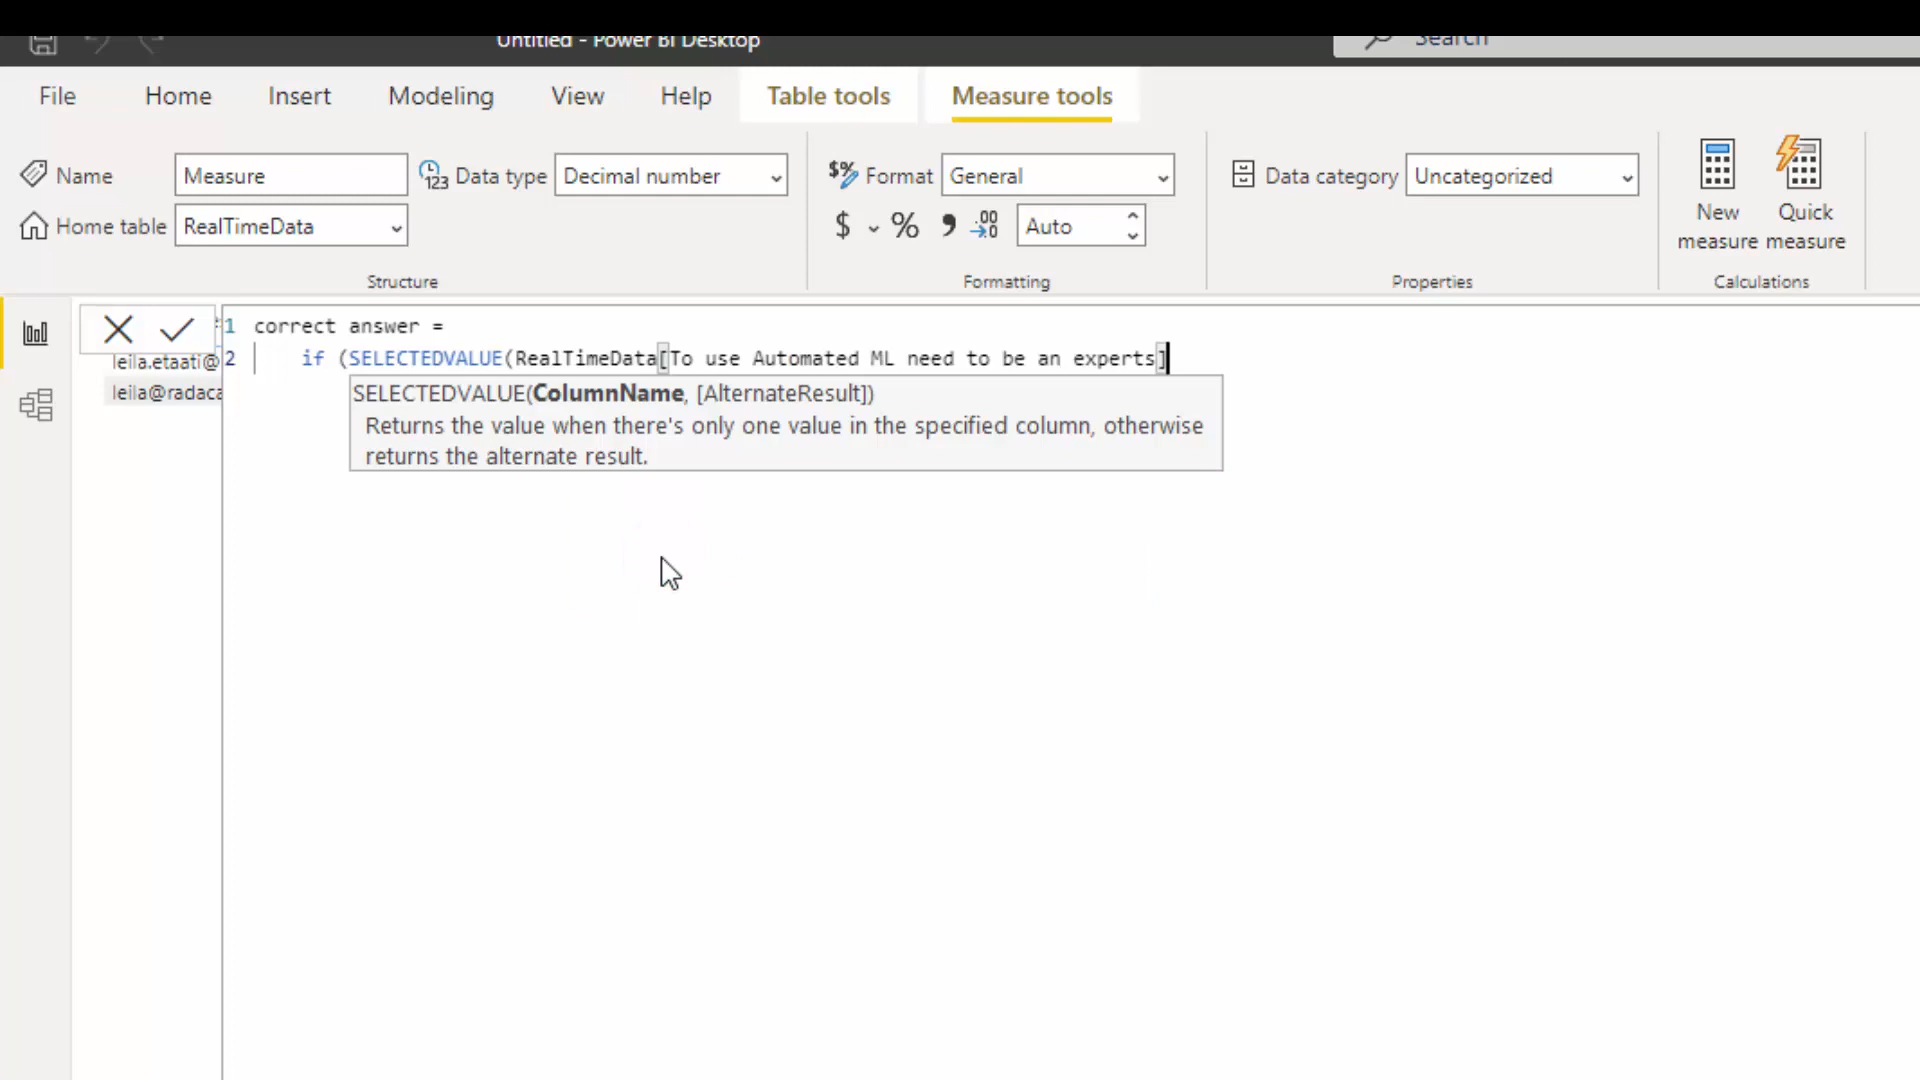 Untitled - Power BI Desktop
Search
File Home Insert Modeling View Help Table tools Measure tools
Name Measure Data type Decimal number Format General Data category Uncategorized
Home table RealTimeData $ % Auto
New measure
Quick measure
Structure Formatting Properties Calculations
1 correct answer =
leila.etaati@
2 if (SELECTEDVALUE(RealTimeData[To use Automated ML need to be an experts]
leila@radaca
SELECTEDVALUE(ColumnName, [AlternateResult])
Returns the value when there's only one value in the specified column, otherwise
returns the alternate result.